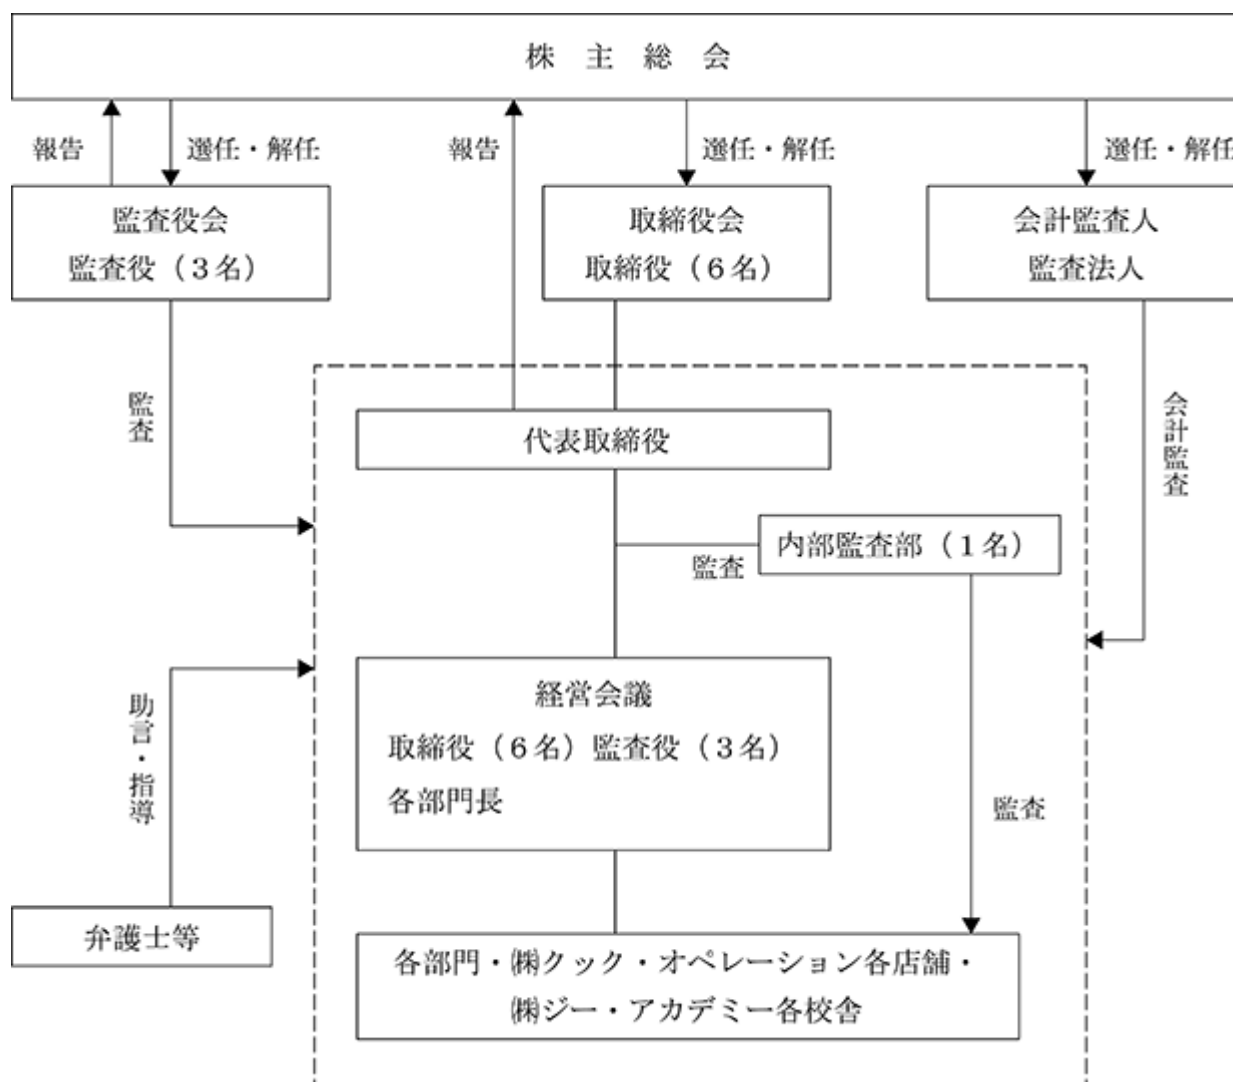 株主総会
報告
選任・解任
報告
選任・解任
選任・解任
監査役会
監査役（３名）
取締役会
取締役（６名）
会計監査人
監査法人
監査
会計監査
代表取締役
内部監査部（１名）
監査
経営会議
取締役（６名）監査役（３名）
各部門長
助言・指導
監査
弁護士等
各部門・㈱クック・オペレーション各店舗・
㈱ジー・アカデミー各校舎